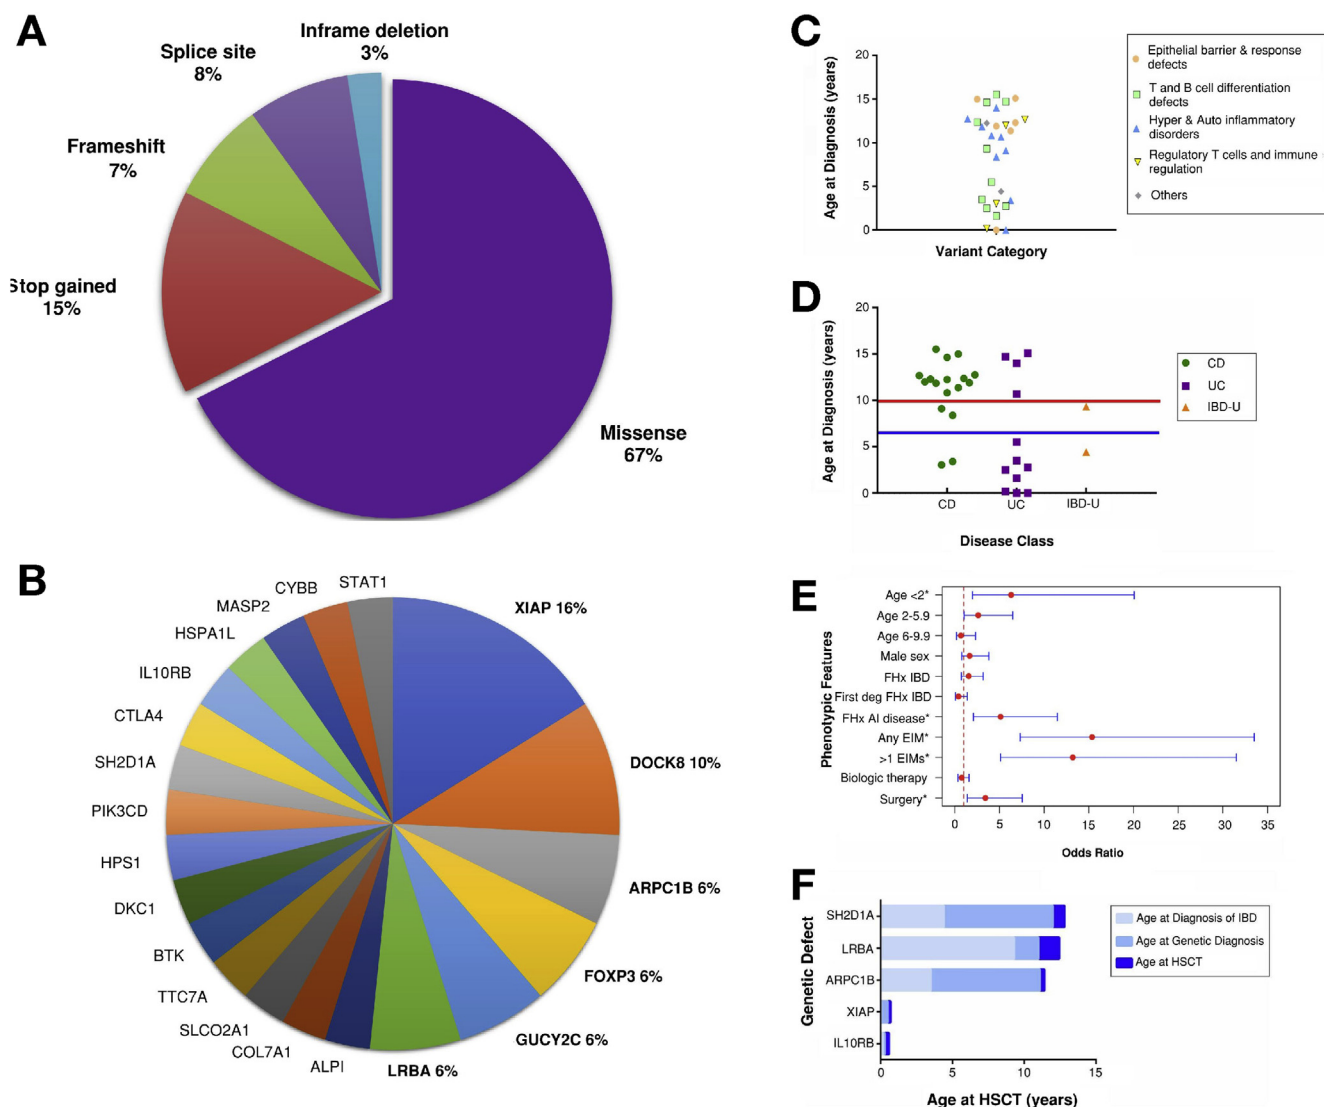 A
Inframe deletion
3%
Splice site
8%
Frameshift
7%
Stop gained
15%
Missense
67%
B
STAT1
CYBB
MASP2
HSPA1L
IL10RB
CTLA4
SH2D1A
PIK3CD
HPS1
DKC1
BTK
TTC7A
SLCO2A1
COL7A1
ALPI
LRBA 6%
GUCY2C 6%
FOXP3 6%
ARPC1B 6%
DOCK8 10%
XIAP 16%
C
Age at Diagnosis (years)
20
15
10
5
0
Variant Category
Epithelial barrier & response
defects
T and B cell differentiation
defects
Hyper & Auto inflammatory
disorders
Regulatory T cells and immune
regulation
Others
D
Age at Diagnosis (years)
20
15
10
5
0
CD
UC
IBD-U
Disease Class
CD
UC
IBD-U
E
Phenotypic Features
Age <2*
Age 2-5.9
Age 6-9.9
Male sex
FHx IBD
First deg FHx IBD
FHx AI disease*
Any EIM*
>1 EIMs*
Biologic therapy
Surgery*
0 5 10 15 20 25 30 35
Odds Ratio
F
Genetic Defect
SH2D1A
LRBA
ARPC1B
XIAP
IL10RB
0 5 10 15
Age at HSCT (years)
Age at Diagnosis of IBD
Age at Genetic Diagnosis
Age at HSCT